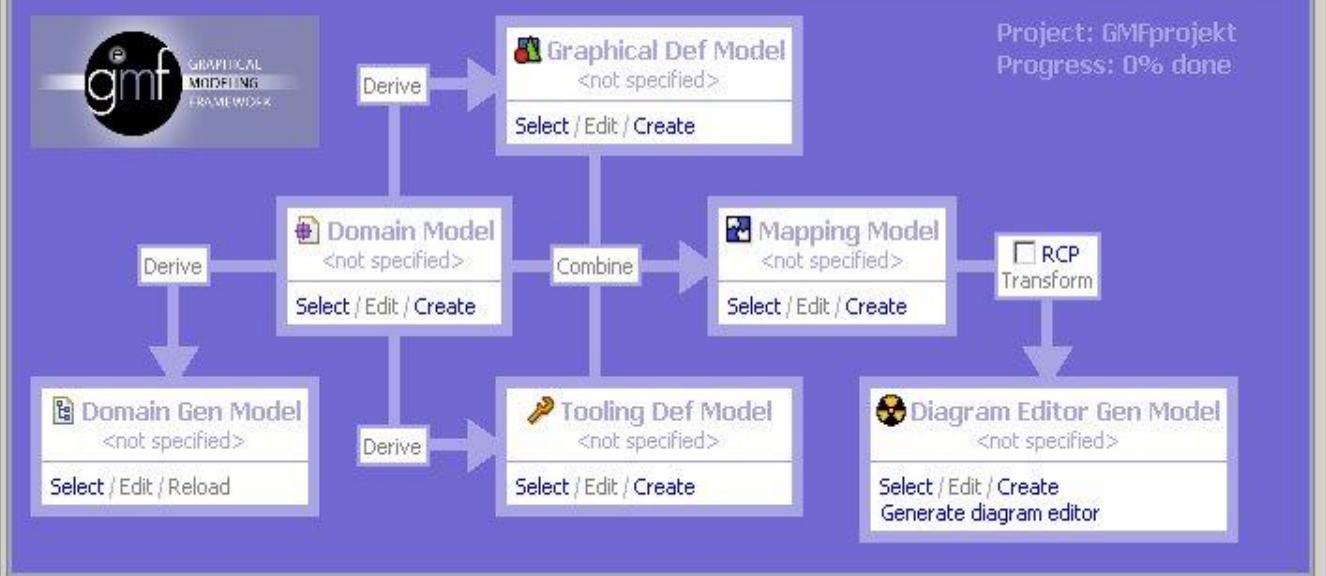 e
gmf
GRAPHICAL
MODELING
FRAMEWORK
Project: GMFprojekt
Progress: 0% done
Derive
Graphical Def Model
<not specified>
Select / Edit / Create
Derive
Domain Model
<not specified>
Select / Edit / Create
Combine
Mapping Model
<not specified>
Select / Edit / Create
RCP
Transform
Domain Gen Model
<not specified>
Select / Edit / Reload
Derive
Tooling Def Model
<not specified>
Select / Edit / Create
Diagram Editor Gen Model
<not specified>
Select / Edit / Create
Generate diagram editor